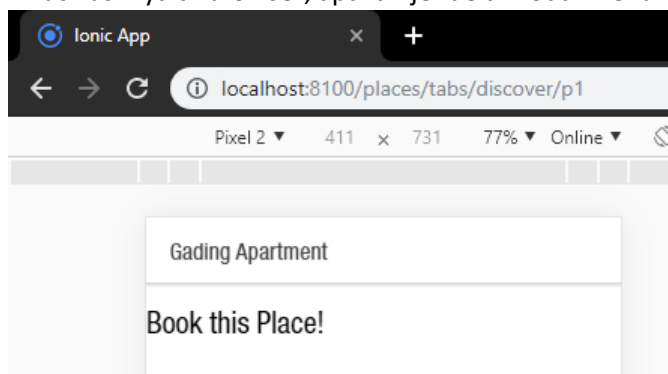 Ionic App
localhost:8100/places/tabs/discover/p1
Pixel 2 ▼ 411 x 731 77% ▼ Online ▼
Gading Apartment
Book this Place!